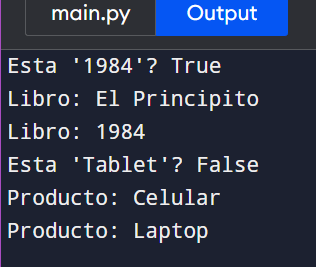 main.py Output
Esta '1984'? True
Libro: El Principito
Libro: 1984
Esta 'Tablet'? False
Producto: Celular
Producto: Laptop